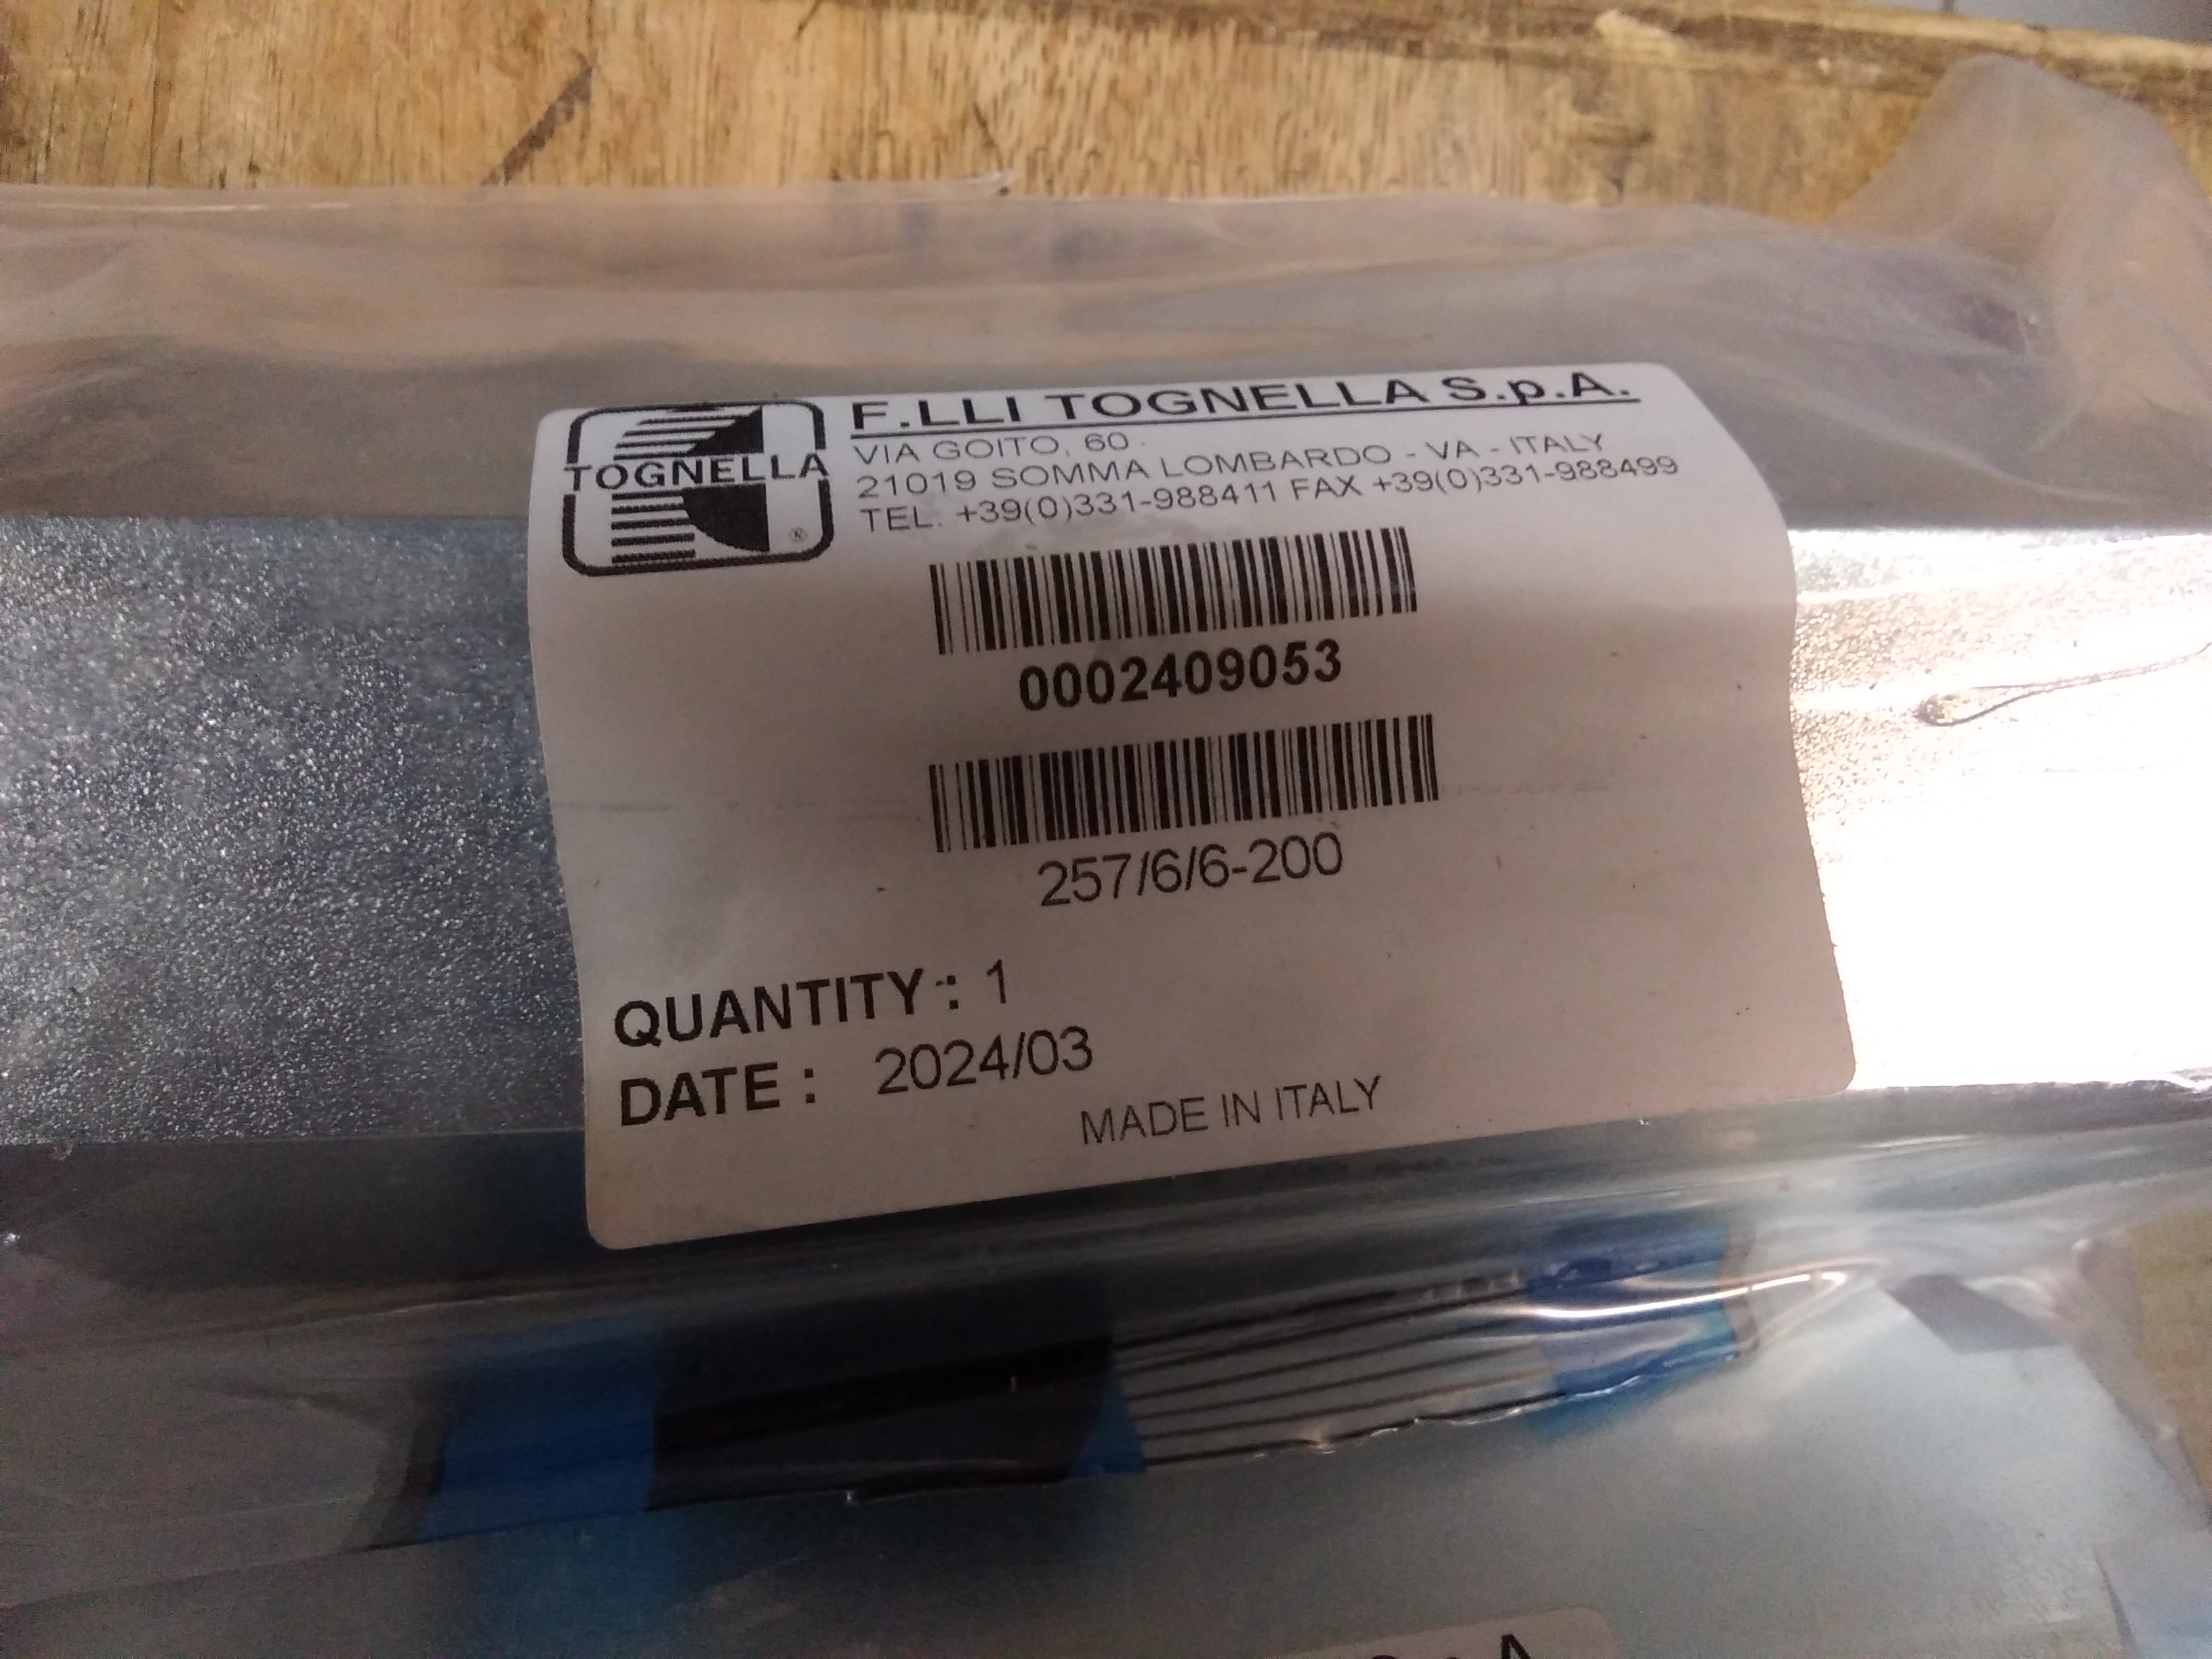 TOGNELLA
®
F.LLI TOGNELLA S.p.A.
VIA GOITO, 60
21019 SOMMA LOMBARDO - VA - ITALY
TEL. +39(0)331-988411 FAX +39(0)331-988499
0002409053
257/6/6-200
QUANTITY : 1
DATE : 2024/03
MADE IN ITALY